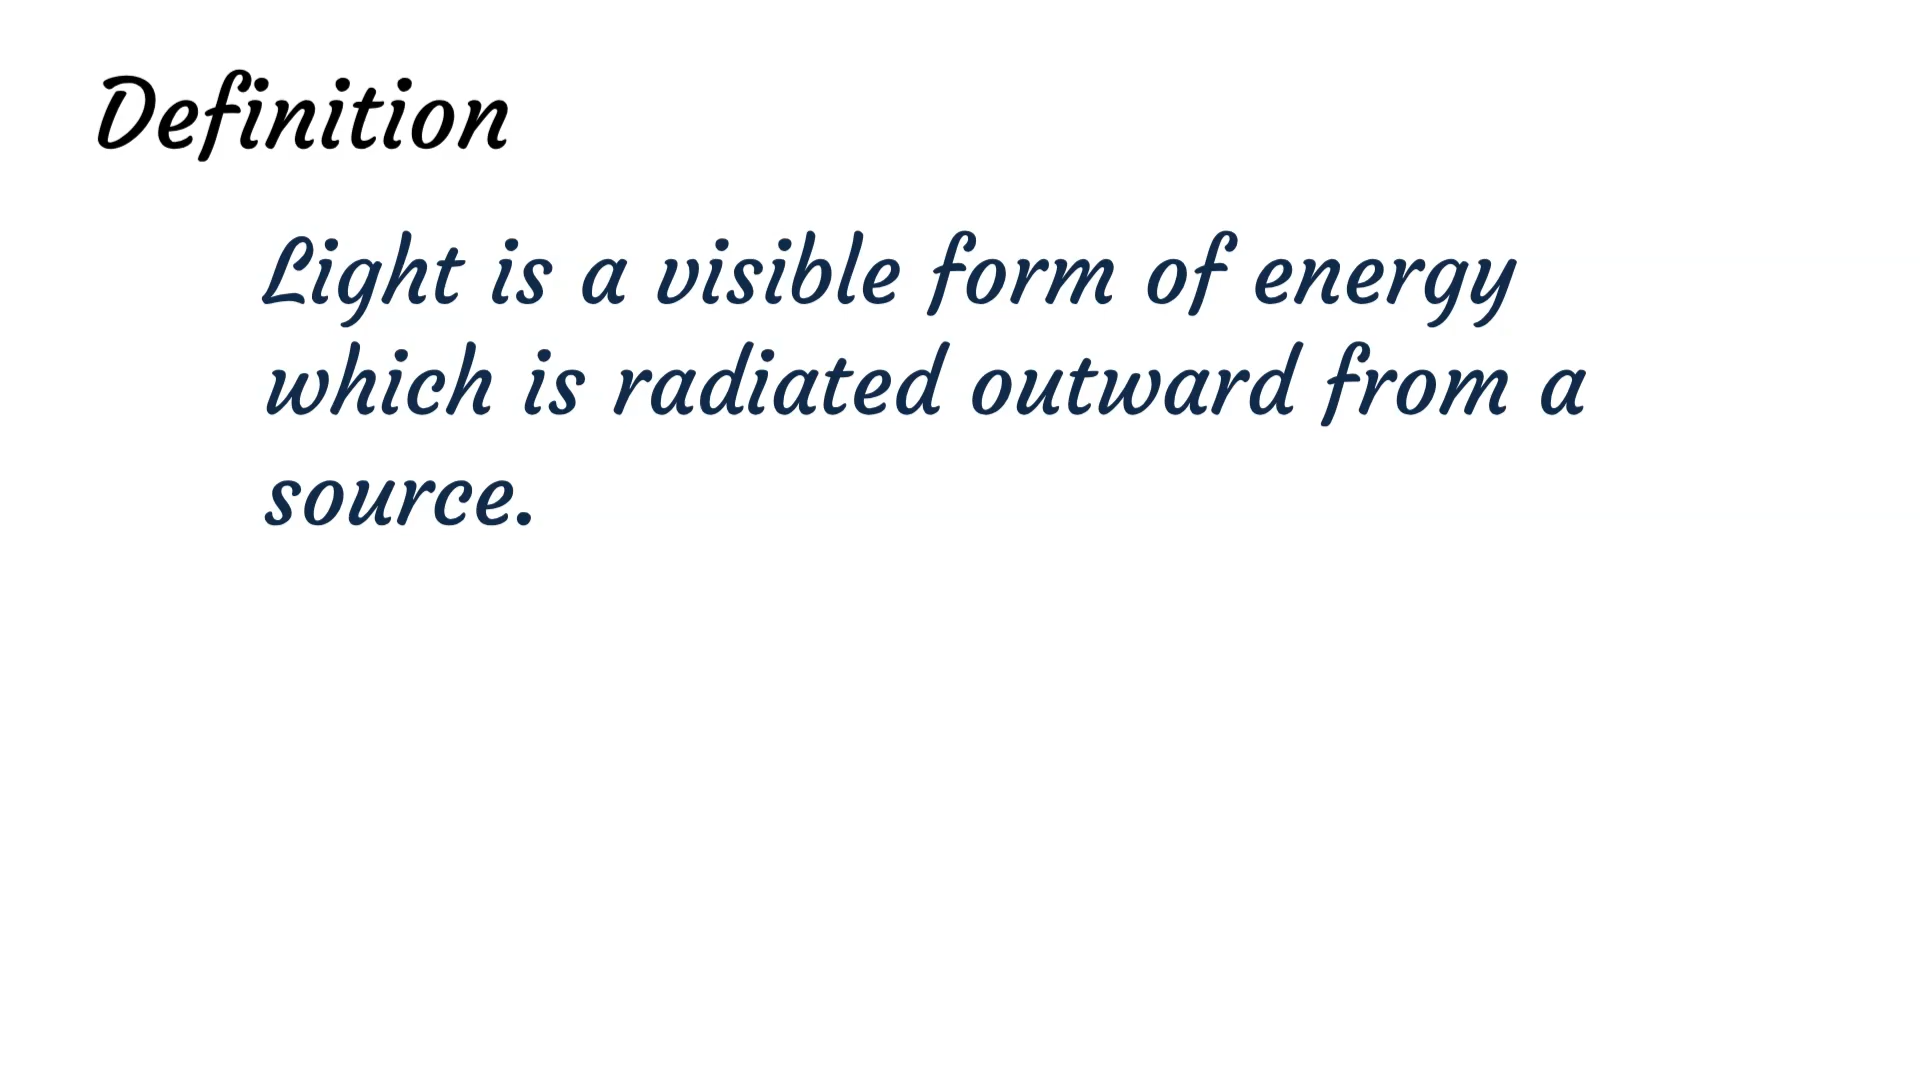 Definition
Light is a visible form of energy
which is radiated outward from a
source.